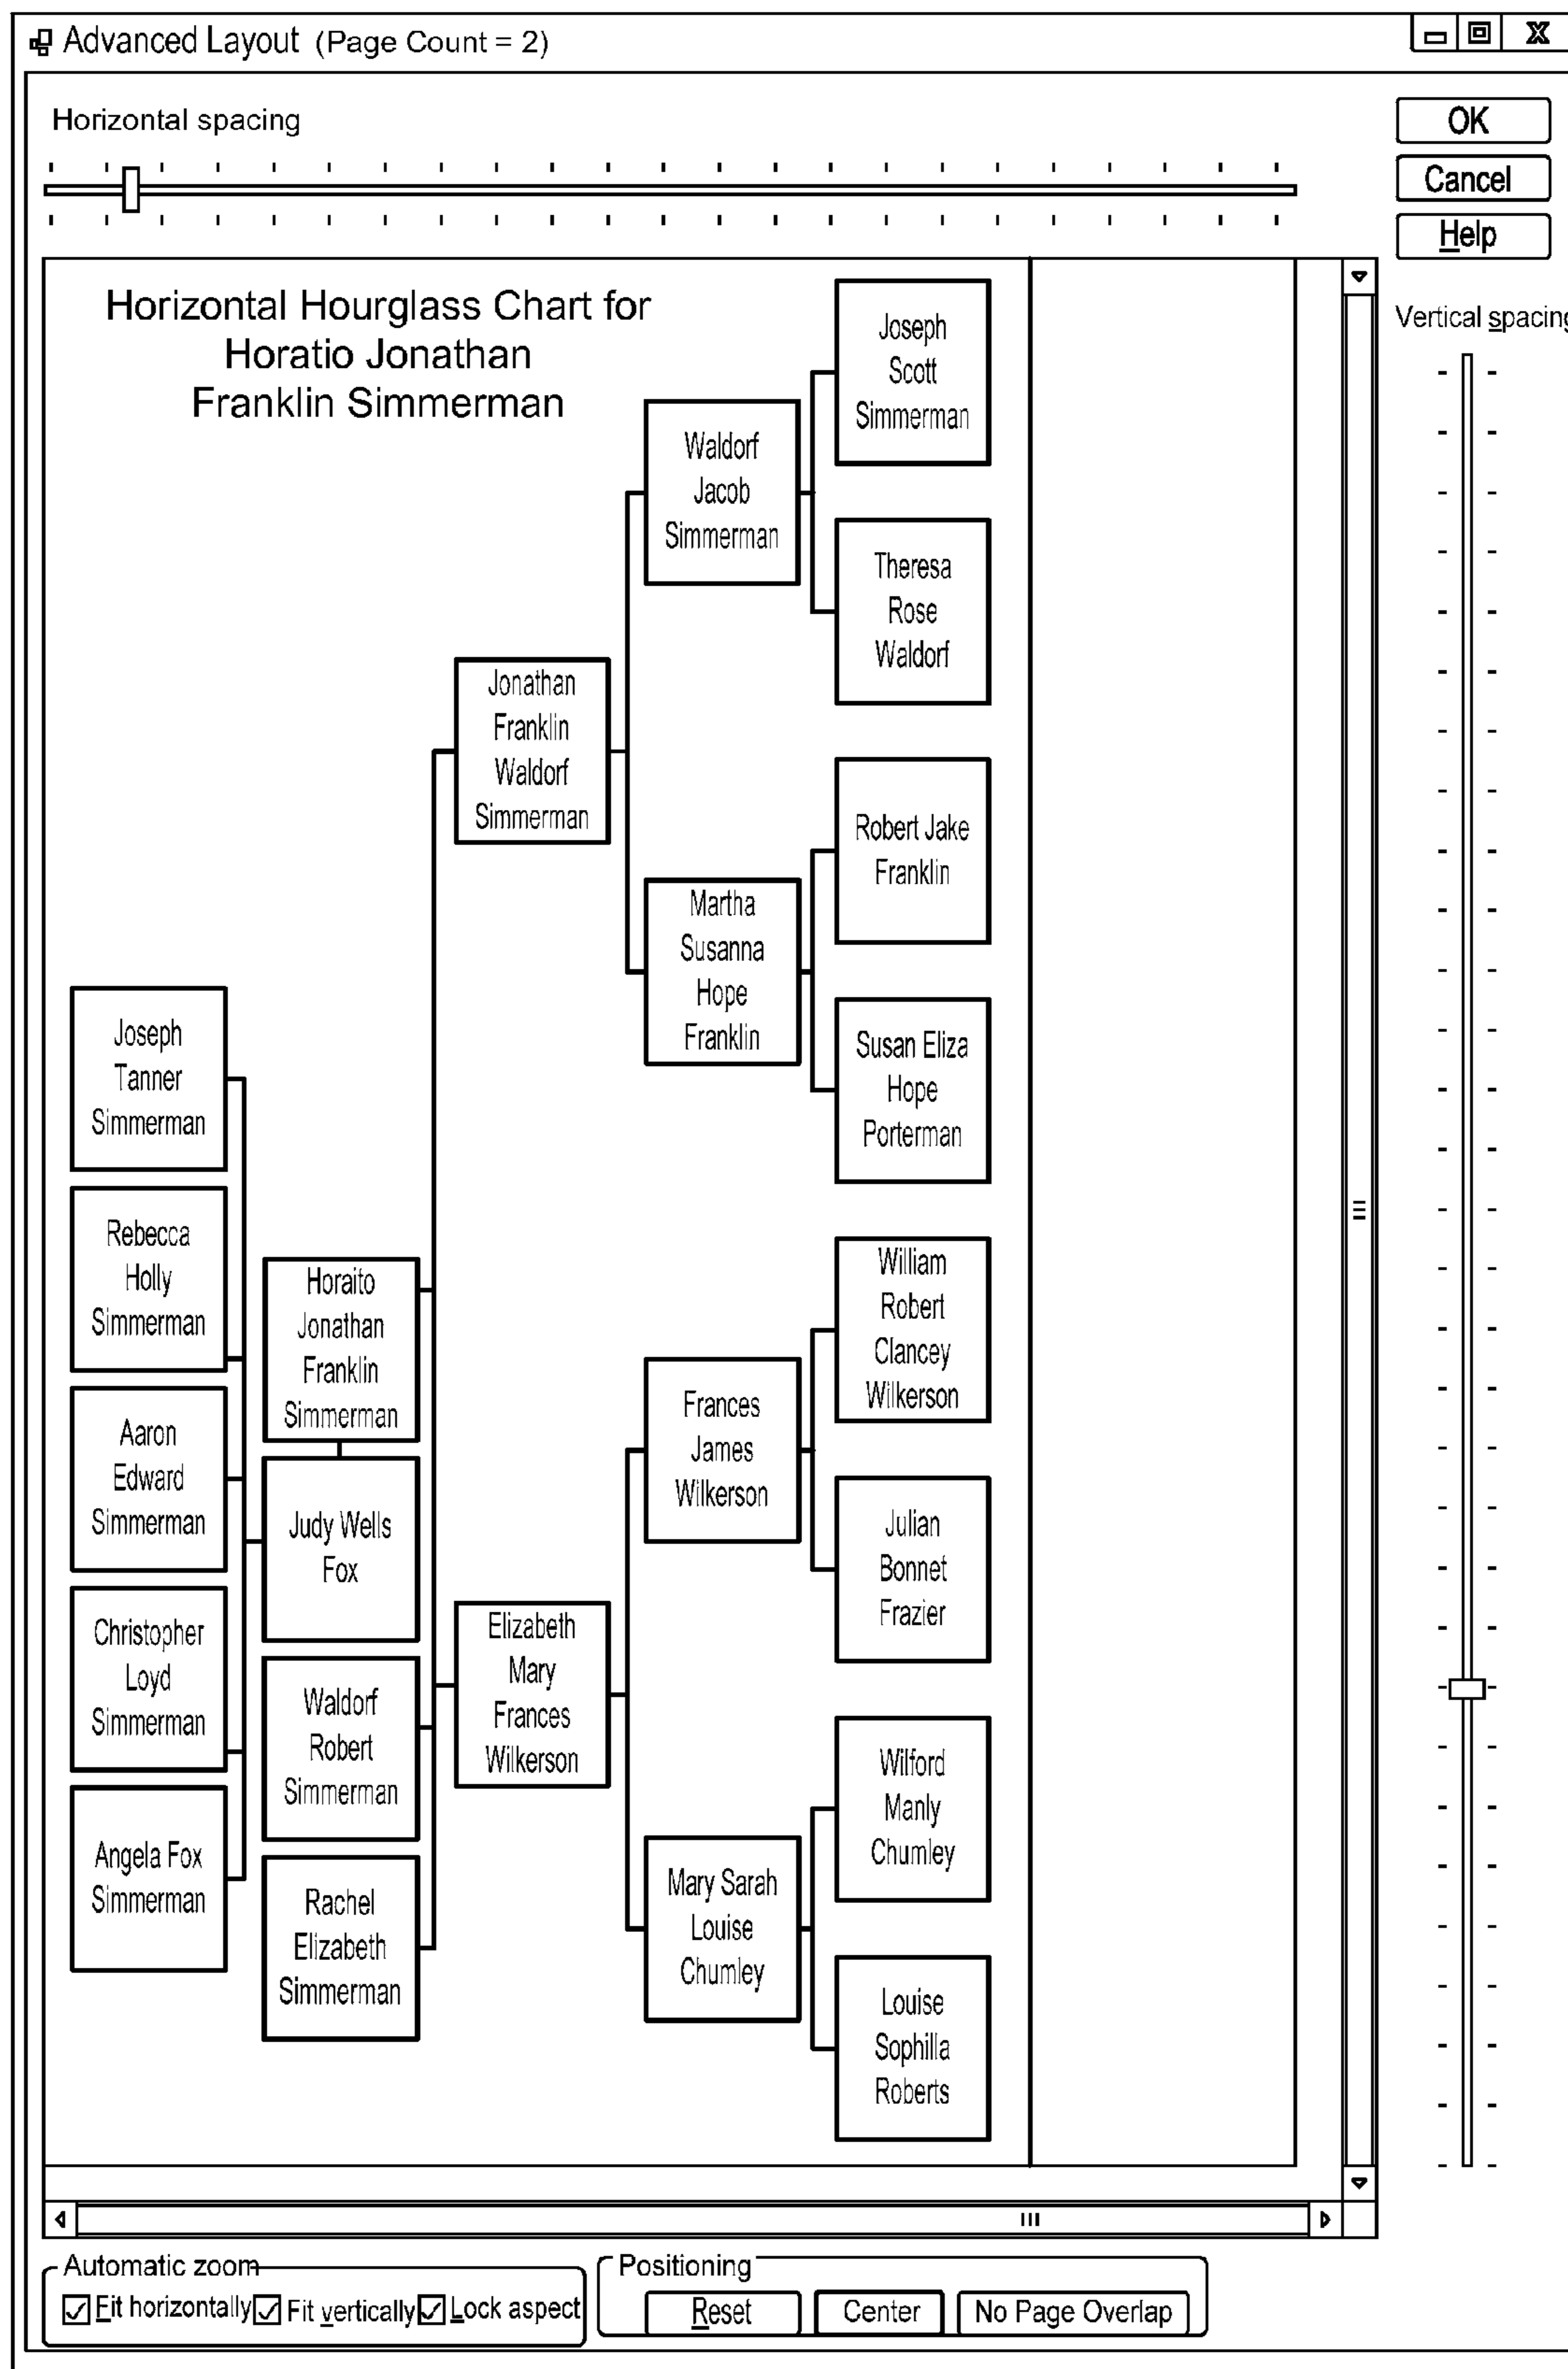 Advanced Layout (Page Count = 2)
Horizontal spacing
OK
Cancel
Help
Vertical spacing
Horizontal Hourglass Chart for
Horatio Jonathan
Franklin Simmerman
Joseph
Tanner
Simmerman
Rebecca
Holly
Simmerman
Aaron
Edward
Simmerman
Christopher
Loyd
Simmerman
Angela Fox
Simmerman
Horaito
Jonathan
Franklin
Simmerman
Judy Wells
Fox
Waldorf
Robert
Simmerman
Rachel
Elizabeth
Simmerman
Jonathan
Franklin
Waldorf
Simmerman
Elizabeth
Mary
Frances
Wilkerson
Waldorf
Jacob
Simmerman
Martha
Susanna
Hope
Franklin
Frances
James
Wilkerson
Mary Sarah
Louise
Chumley
Joseph
Scott
Simmerman
Theresa
Rose
Waldorf
Robert Jake
Franklin
Susan Eliza
Hope
Porterman
William
Robert
Clancey
Wilkerson
Julian
Bonnet
Frazier
Wilford
Manly
Chumley
Louise
Sophilla
Roberts
Automatic zoom
Fit horizontally Fit vertically Lock aspect
Positioning
Reset Center No Page Overlap